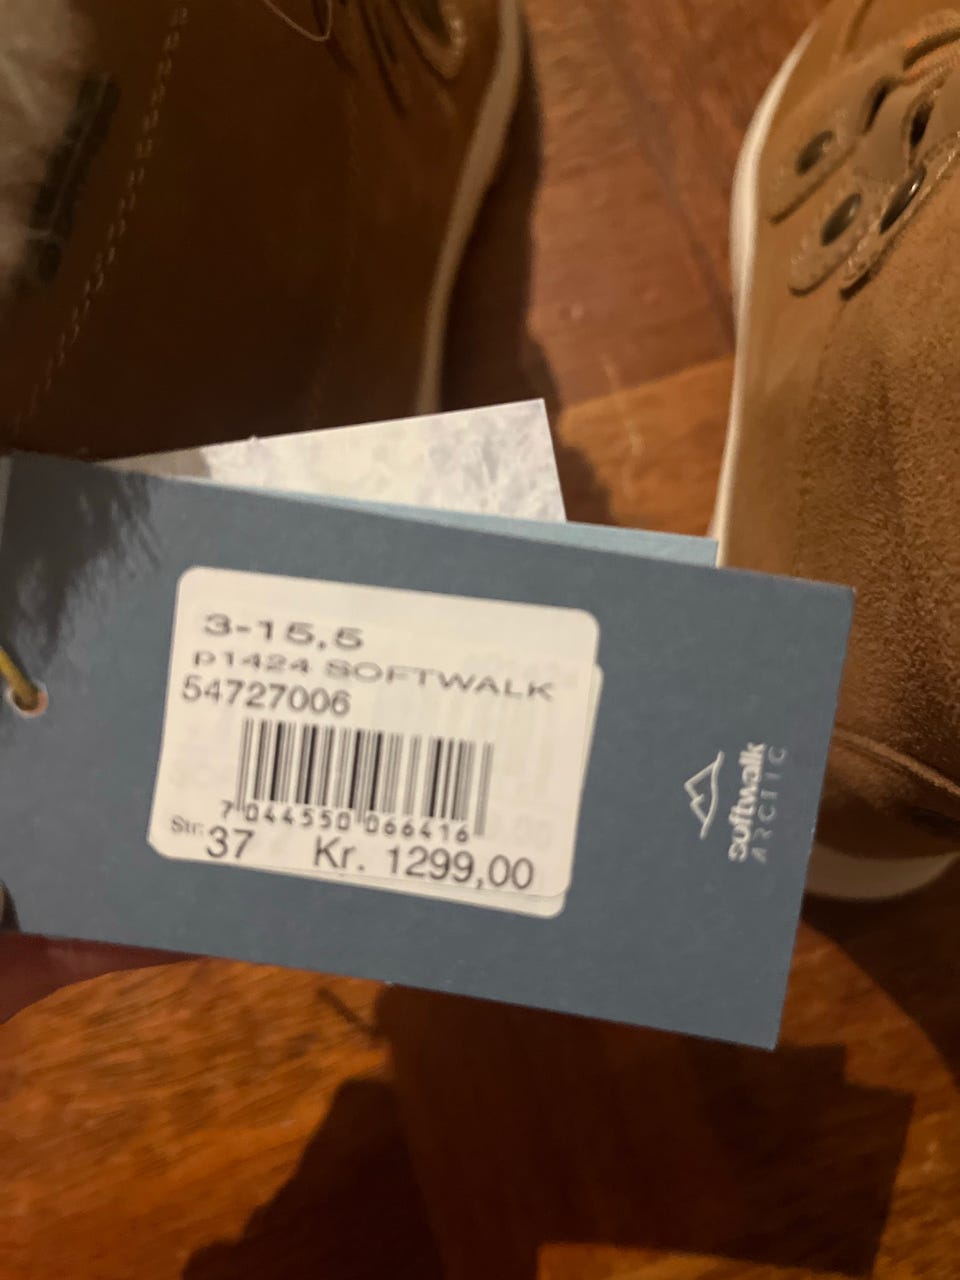 3-15,5
p1424 SOFTWALK
54727006
7 044550 066416
Str. 37 Kr. 1299,00
softwalk
ARCTIC